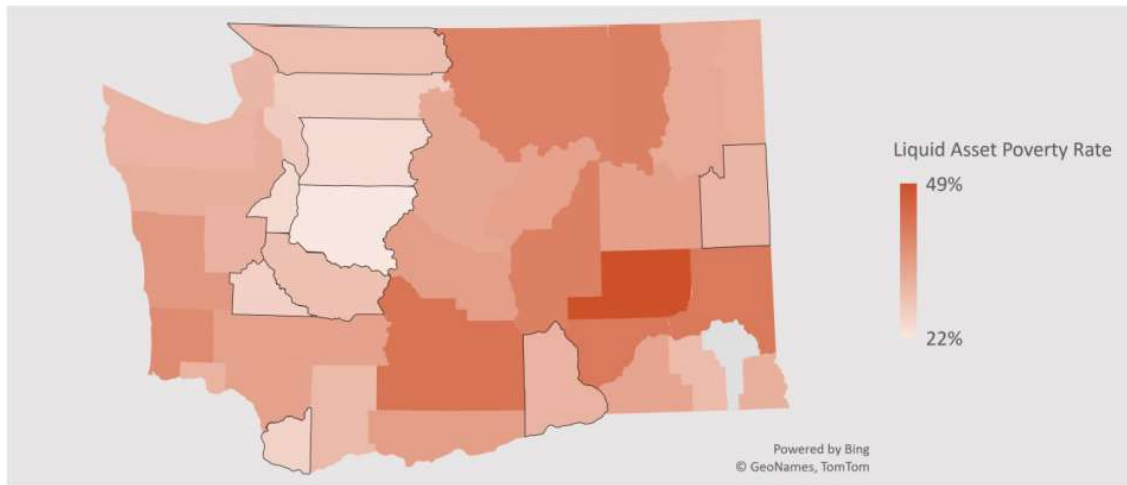 Liquid Asset Poverty Rate
49%
22%
Powered by Bing
© GeoNames, TomTom